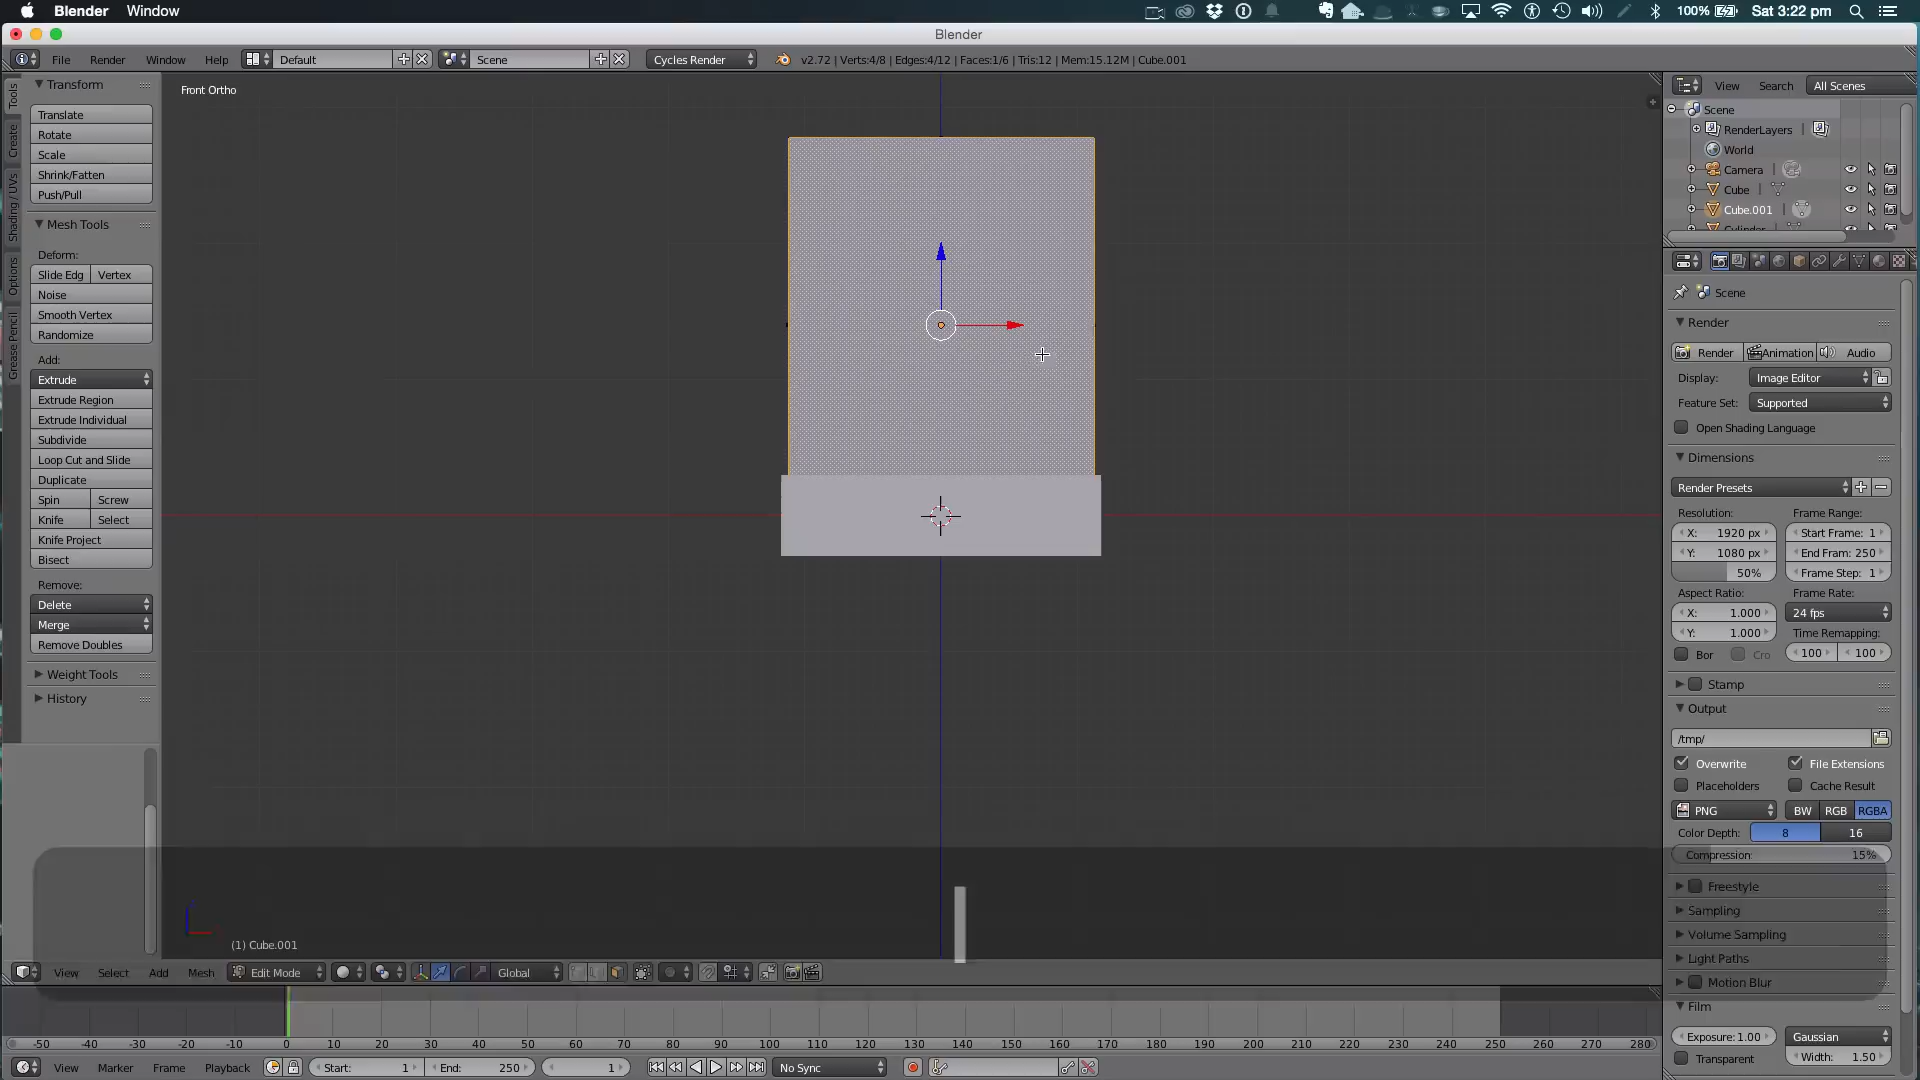 Blender Window 100% Sat 3:22 pm
Blender
File Render Window Help Default Scene Cycles Render v2.72 | Verts:4/8 | Edges:4/12 | Faces:1/6 | Tris:12 | Mem:15.12M | Cube.001
Tools
Create
Shading / UVs
Options
Grease Pencil
Transform
Translate
Rotate
Scale
Shrink/Fatten
Push/Pull
Mesh Tools
Deform:
Slide Edg Vertex
Noise
Smooth Vertex
Randomize
Add:
Extrude
Extrude Region
Extrude Individual
Subdivide
Loop Cut and Slide
Duplicate
Spin Screw
Knife Select
Knife Project
Bisect
Remove:
Delete
Merge
Remove Doubles
Weight Tools
History
Front Ortho
(1) Cube.001
View Search All Scenes
Scene
RenderLayers
World
Camera
Cube
Cube.001
Cylinder
Scene
Render
Render Animation Audio
Display: Image Editor
Feature Set: Supported
Open Shading Language
Dimensions
Render Presets
Resolution: Frame Range:
X: 1920 px Start Frame: 1
Y: 1080 px End Fram: 250
50% Frame Step: 1
Aspect Ratio: Frame Rate:
X: 1.000 24 fps
Y: 1.000 Time Remapping:
Bor Cro 100 100
Stamp
Output
/tmp/
Overwrite File Extensions
Placeholders Cache Result
PNG BW RGB RGBA
Color Depth: 8 16
Compression: 15%
Freestyle
Sampling
Volume Sampling
Light Paths
Motion Blur
Film
Exposure: 1.00 Gaussian
Transparent Width: 1.50
View Select Add Mesh Edit Mode Global
-50 -40 -30 -20 -10 0 10 20 30 40 50 60 70 80 90 100 110 120 130 140 150 160 170 180 190 200 210 220 230 240 250 260 270 280
View Marker Frame Playback Start: 1 End: 250 1 No Sync